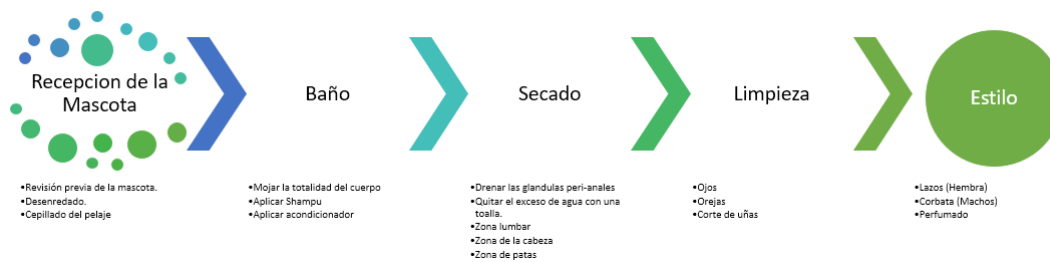 Recepcion de la
Mascota
Baño
Secado
Limpieza
Estilo
•Revisión previa de la mascota.
•Desenredado.
•Cepillado del pelaje
•Mojar la totalidad del cuerpo
•Aplicar Shampu
•Aplicar acondicionador
•Drenar las glandulas peri-anales
•Quitar el exceso de agua con una
toalla.
•Zona lumbar
•Zona de la cabeza
•Zona de patas
•Ojos
•Orejas
•Corte de uñas
•Lazos (Hembra)
•Corbata (Machos)
•Perfumado